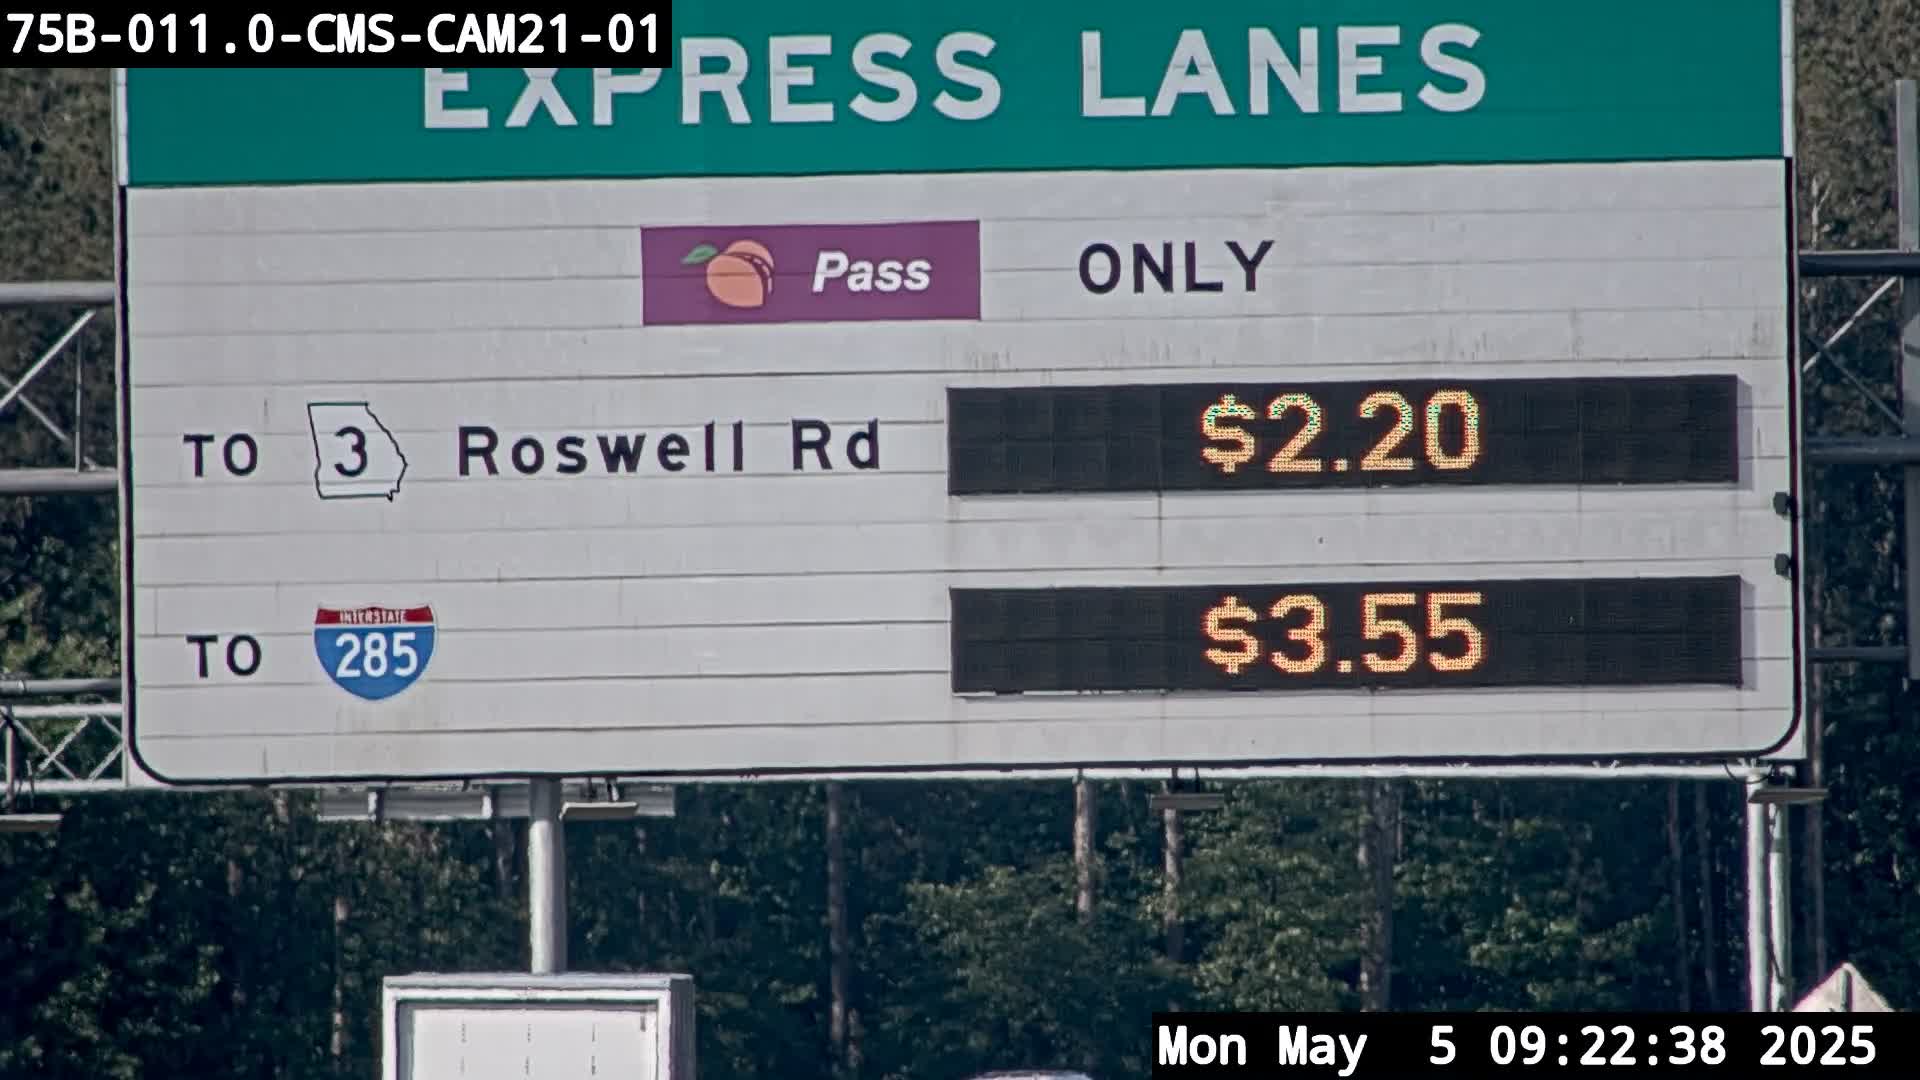 75B-011.0-CMS-CAM21-01
EXPRESS LANES
Pass ONLY
TO 3 Roswell Rd $2.20
INTERSTATE
TO 285 $3.55
Mon May 5 09:22:38 2025